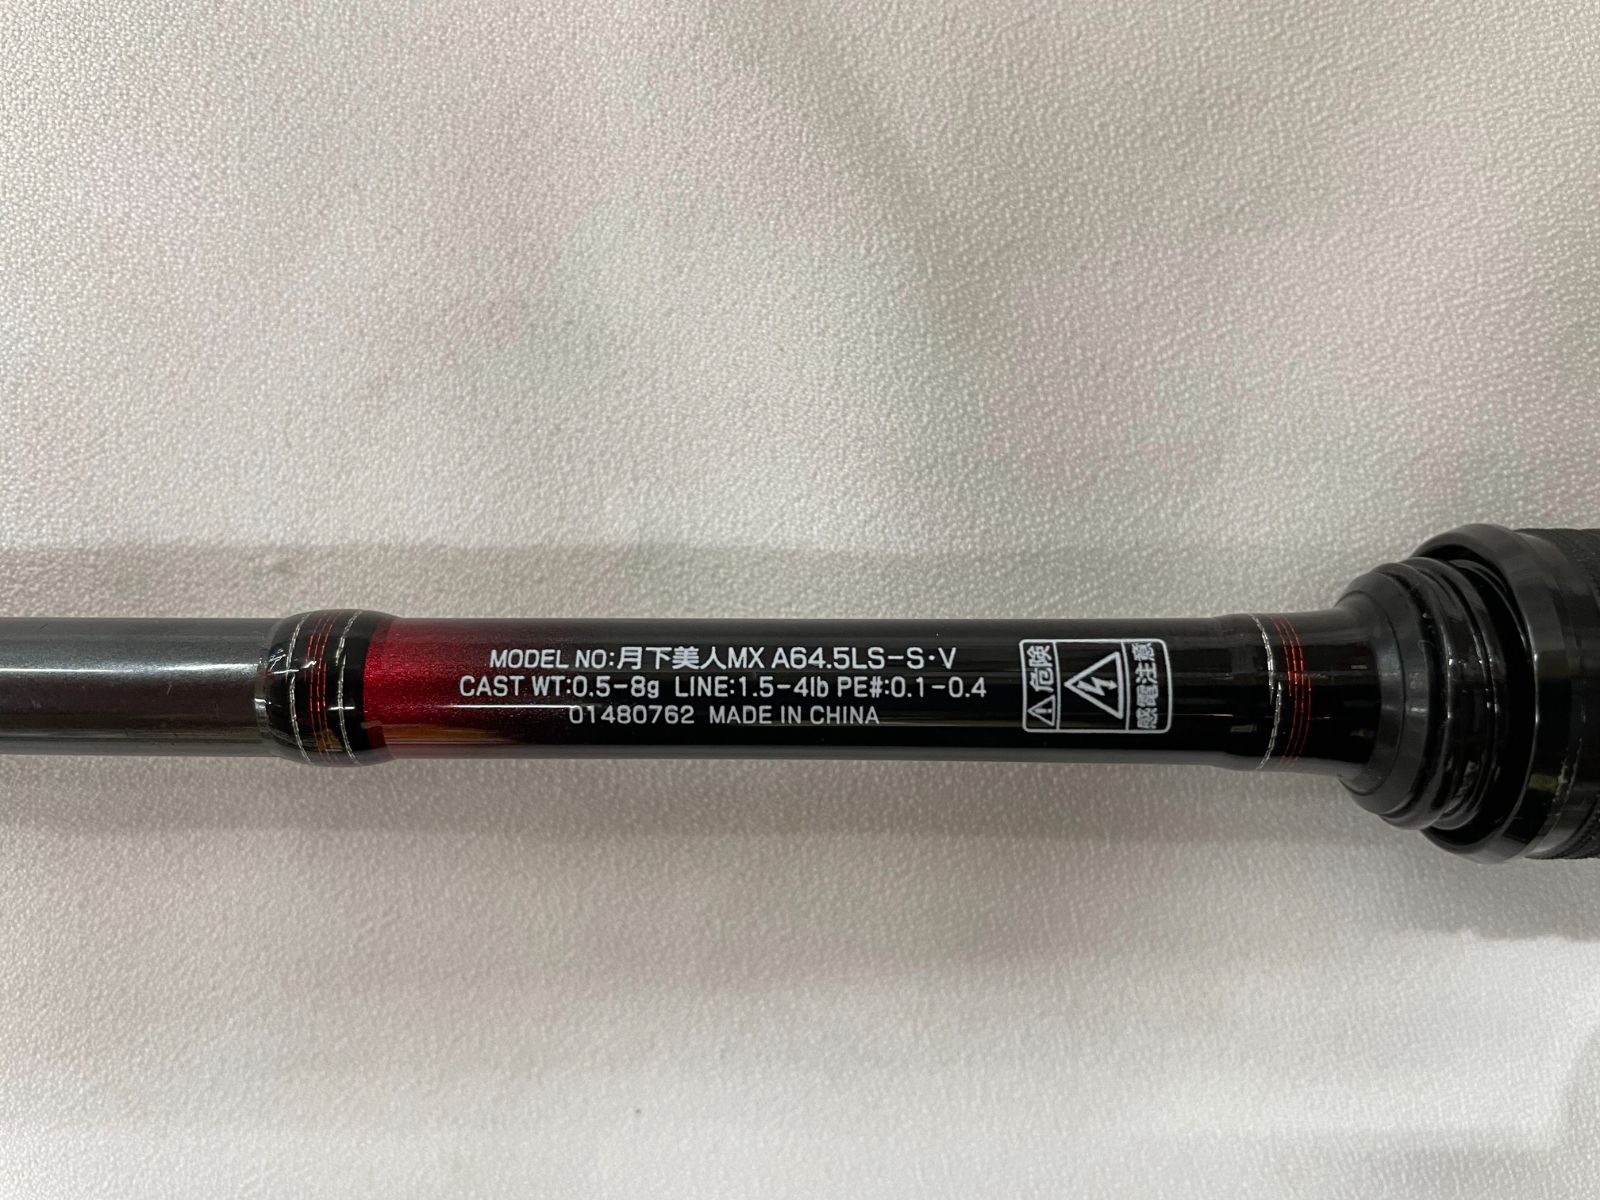 MODEL NO:月下美人MX A64.5LS-S・V
CAST WT:0.5-8g LINE:1.5-4lb PE#:0.1-0.4
01480762 MADE IN CHINA
危険
感電注意